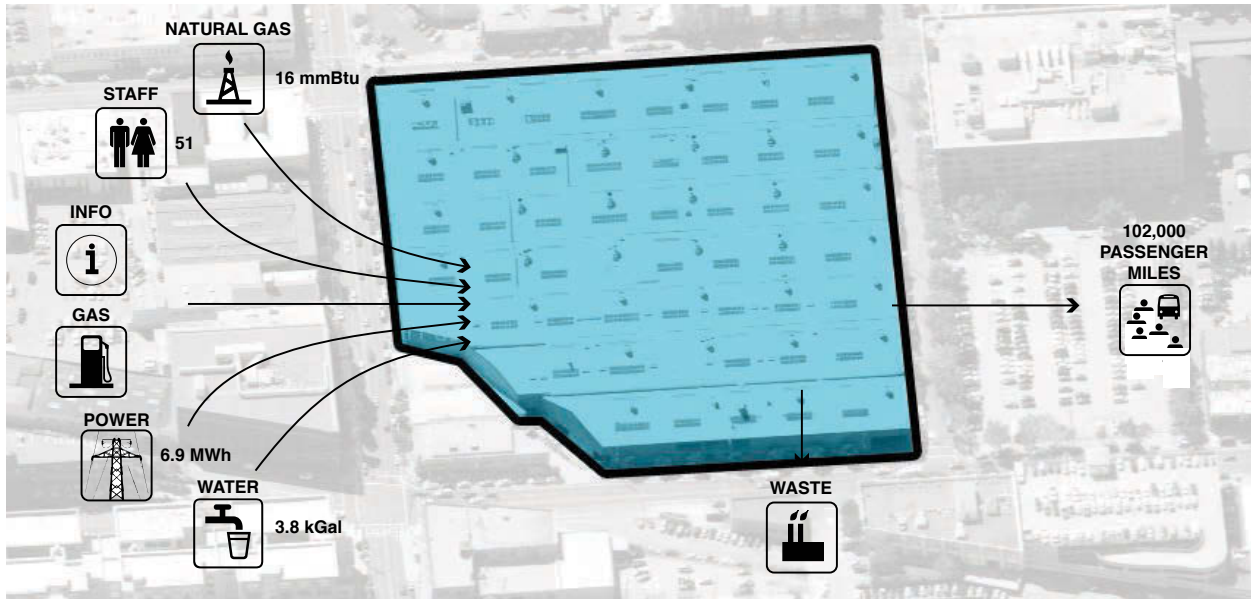 NATURAL GAS
16 mmBtu
STAFF
51
INFO
i
GAS
POWER
6.9 MWh
WATER
3.8 kGal
102,000
PASSENGER
MILES
WASTE